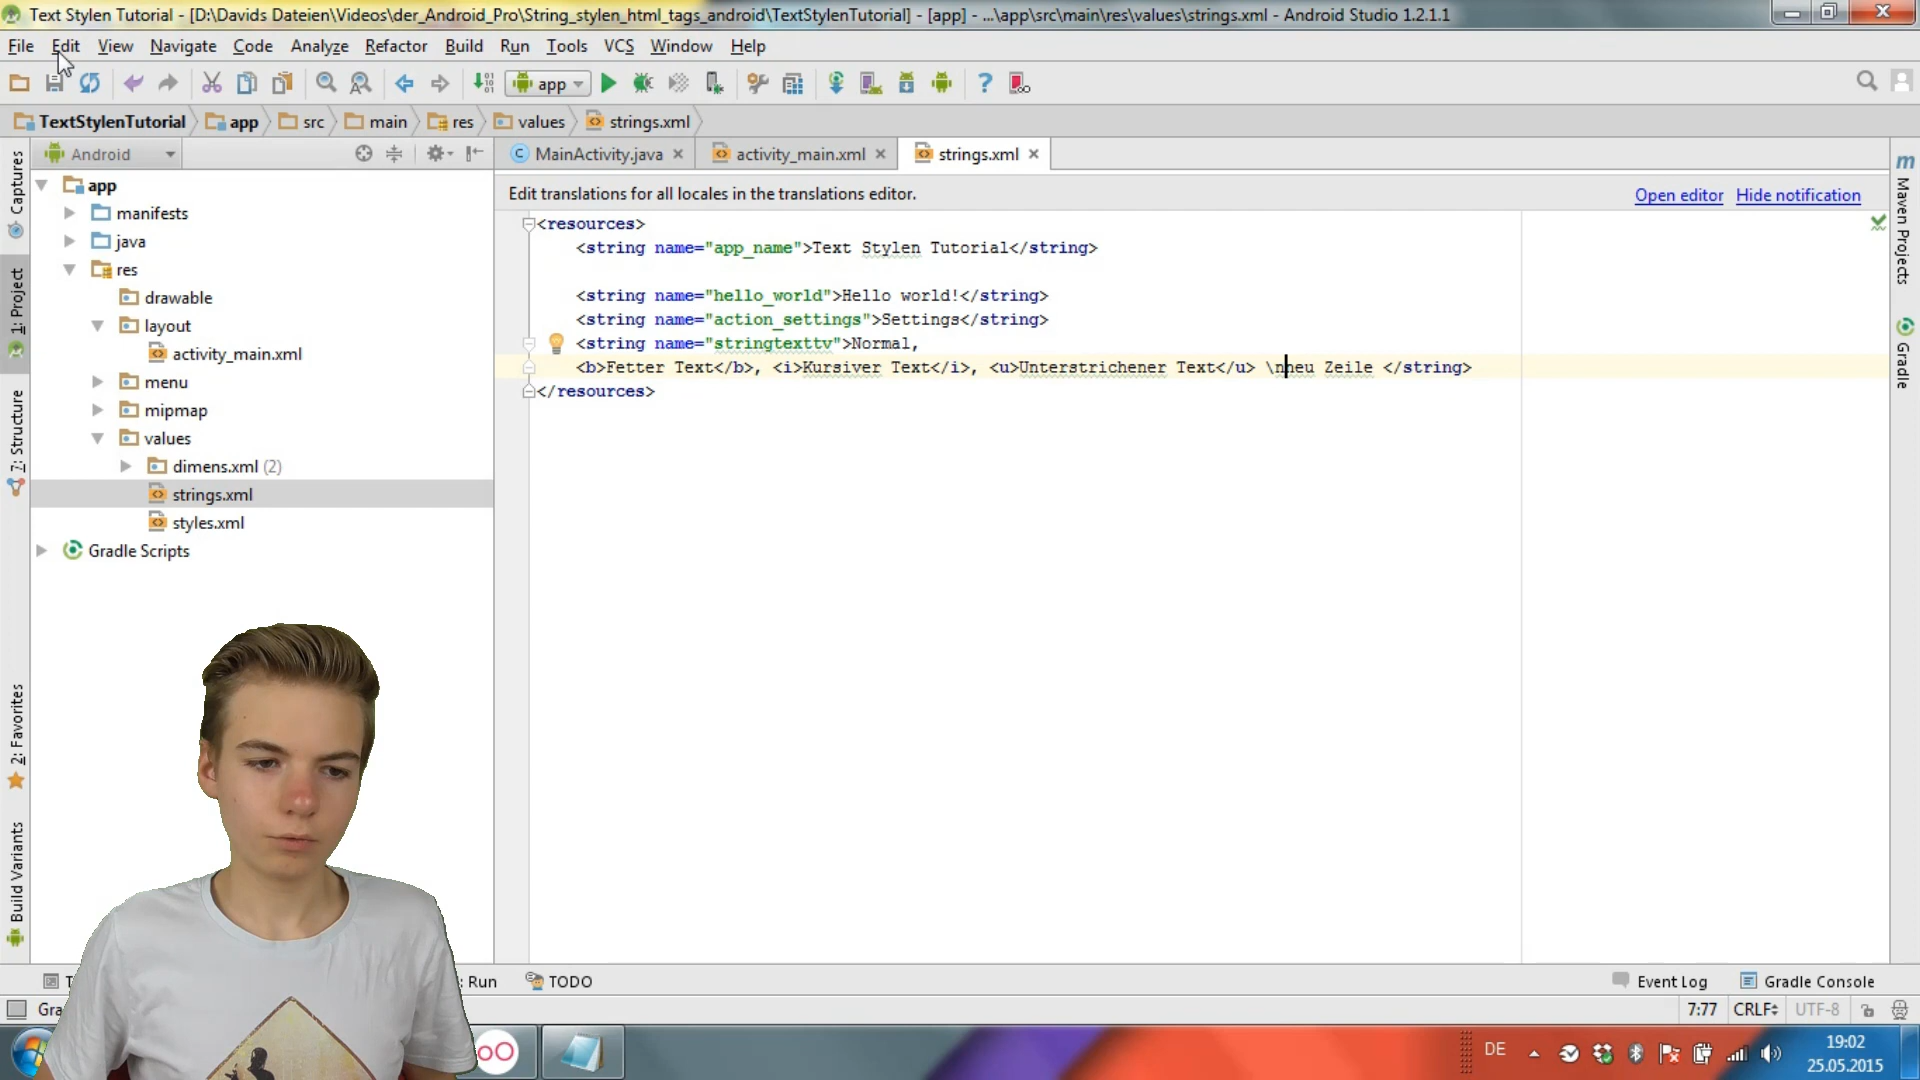 Text Stylen Tutorial - [D:\Davids Dateien\Videos\der_Android_Pro\String_stylen_html_tags_android\TextStylenTutorial] - [app] - ...\app\src\main\res\values\strings.xml - Android Studio 1.2.1.1
File Edit View Navigate Code Analyze Refactor Build Run Tools VCS Window Help
app
TextStylenTutorial app src main res values strings.xml
Android
MainActivity.java activity_main.xml strings.xml
Edit translations for all locales in the translations editor. Open editor Hide notification
Captures
1: Project
7: Structure
2: Favorites
Build Variants
app
manifests
java
res
drawable
layout
activity_main.xml
menu
mipmap
values
dimens.xml (2)
strings.xml
styles.xml
Gradle Scripts
<resources>
<string name="app_name">Text Stylen Tutorial</string>
<string name="hello_world">Hello world!</string>
<string name="action_settings">Settings</string>
<string name="stringtexttv">Normal,
<b>Fetter Text</b>, <i>Kursiver Text</i>, <u>Unterstrichener Text</u> \nneu Zeile </string>
</resources>
m Maven Projects
Gradle
Run TODO Event Log Gradle Console
7:77 CRLF UTF-8
DE
19:02
25.05.2015